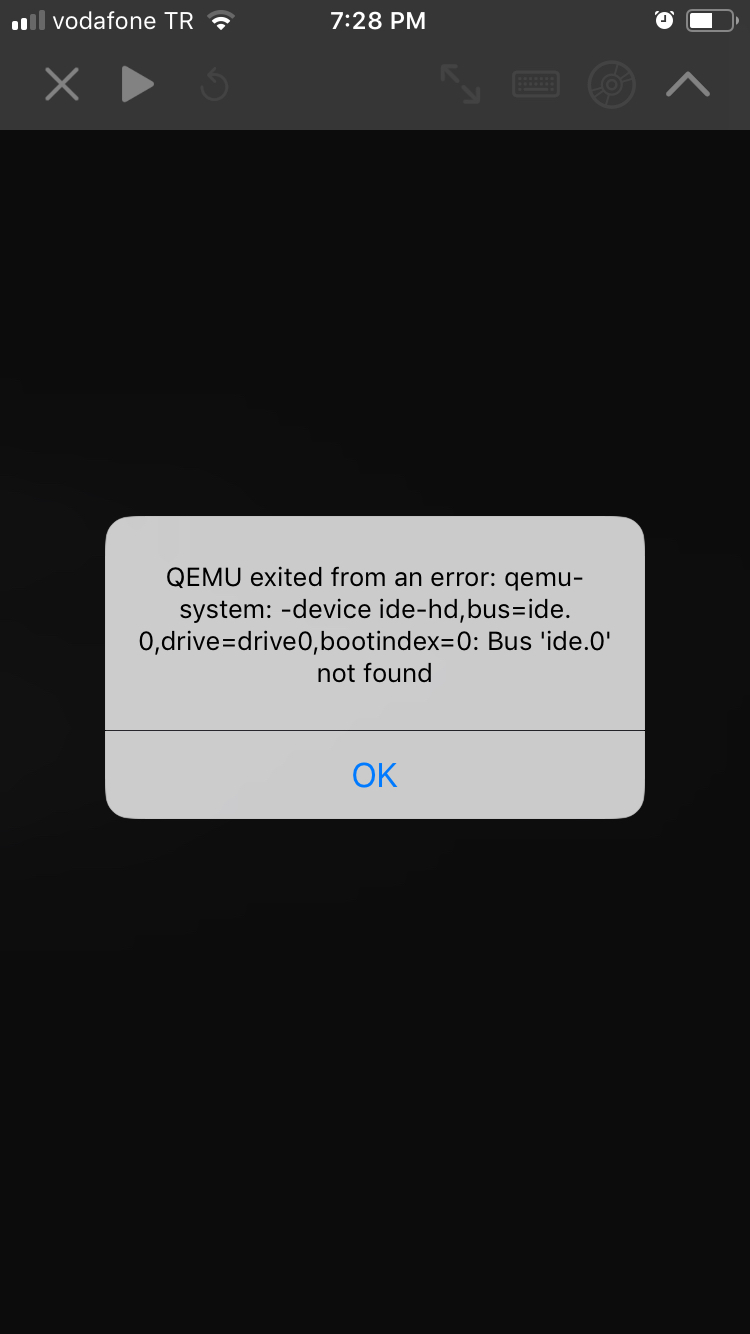 vodafone TR
7:28 PM
QEMU exited from an error: qemu-
system: -device ide-hd,bus=ide.
0,drive=drive0,bootindex=0: Bus 'ide.0'
not found
OK